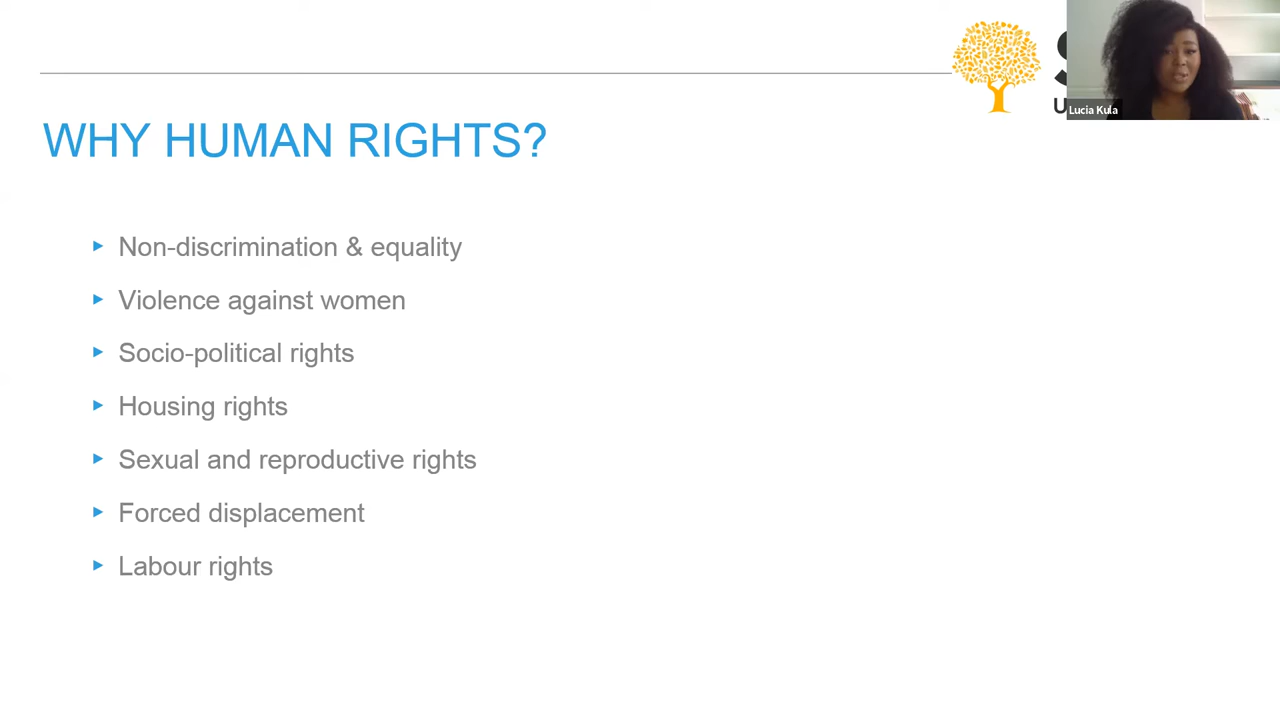 WHY HUMAN RIGHTS?
Non-discrimination & equality
Violence against women
Socio-political rights
Housing rights
Sexual and reproductive rights
Forced displacement
Labour rights
Lucia Kula